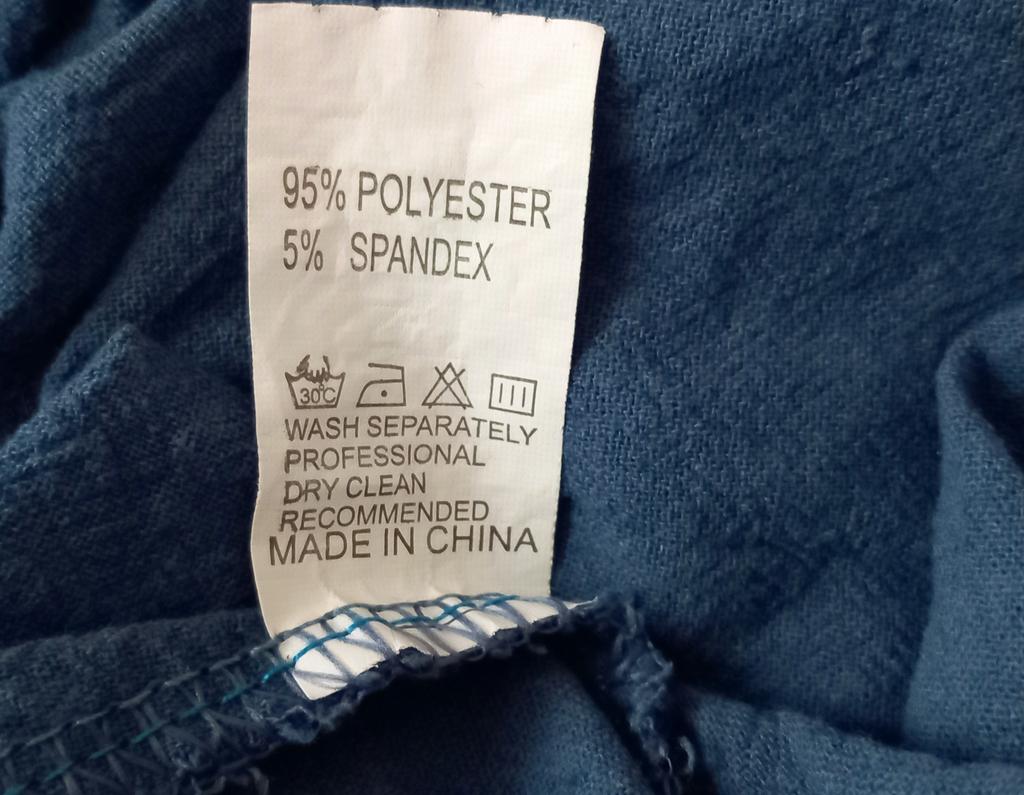 95% POLYESTER
5% SPANDEX
30°C
WASH SEPARATELY
PROFESSIONAL
DRY CLEAN
RECOMMENDED
MADE IN CHINA